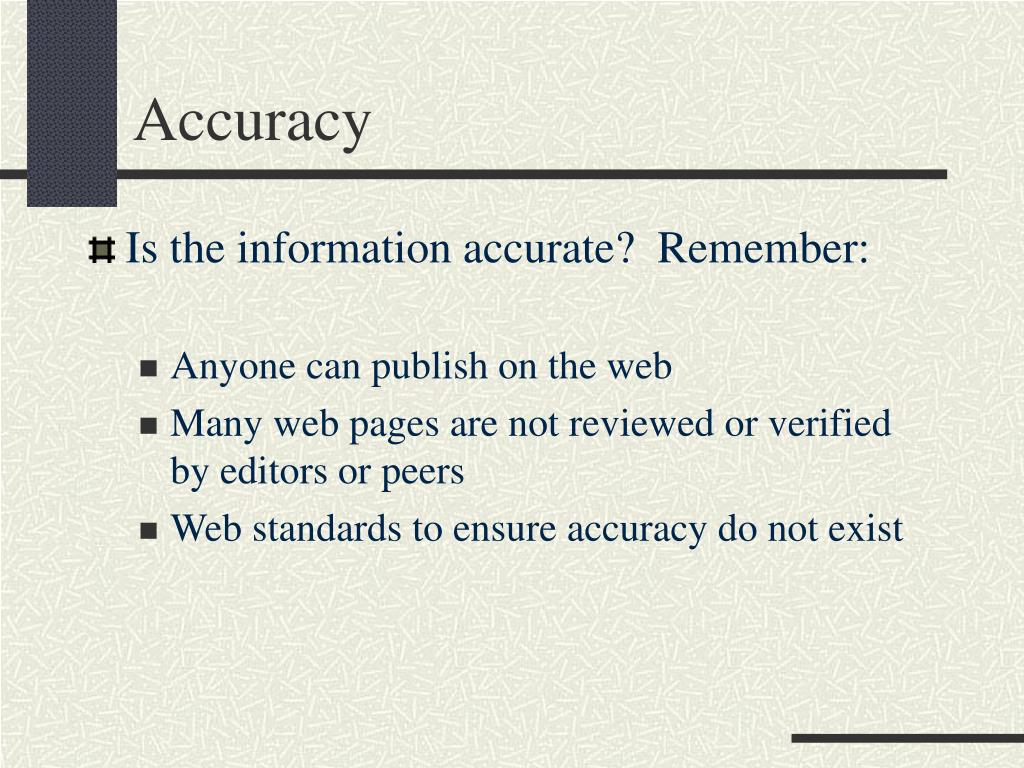 Accuracy
Is the information accurate?  Remember:
Anyone can publish on the web
Many web pages are not reviewed or verified
by editors or peers
Web standards to ensure accuracy do not exist